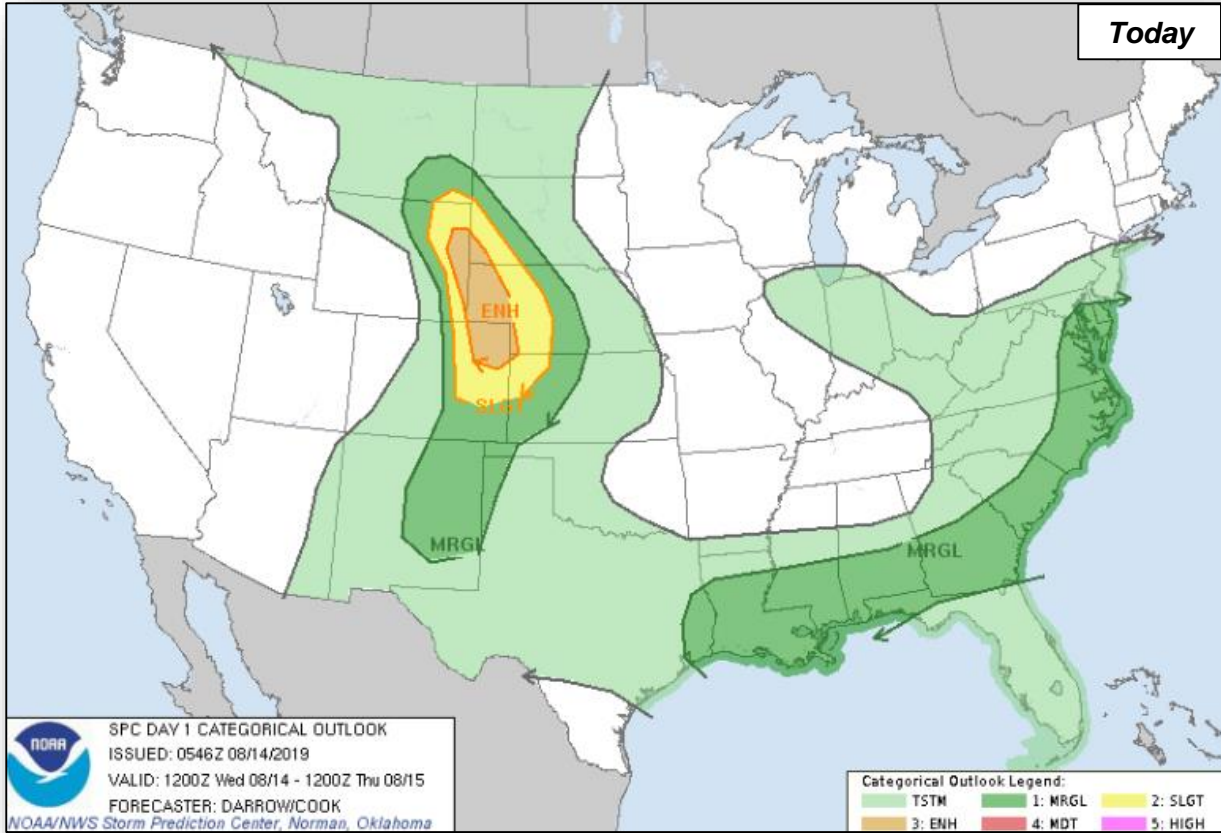 Today
ENH
SLGT
MRGL
MRGL
NOAA
SPC DAY 1 CATEGORICAL OUTLOOK
ISSUED: 0546Z 08/14/2019
VALID: 1200Z Wed 08/14 - 1200Z Thu 08/15
FORECASTER: DARROW/COOK
NOAA/NWS Storm Prediction Center, Norman, Oklahoma
Categorical Outlook Legend:
TSTM 1: MRGL 2: SLGT
3: ENH 4: MDT 5: HIGH